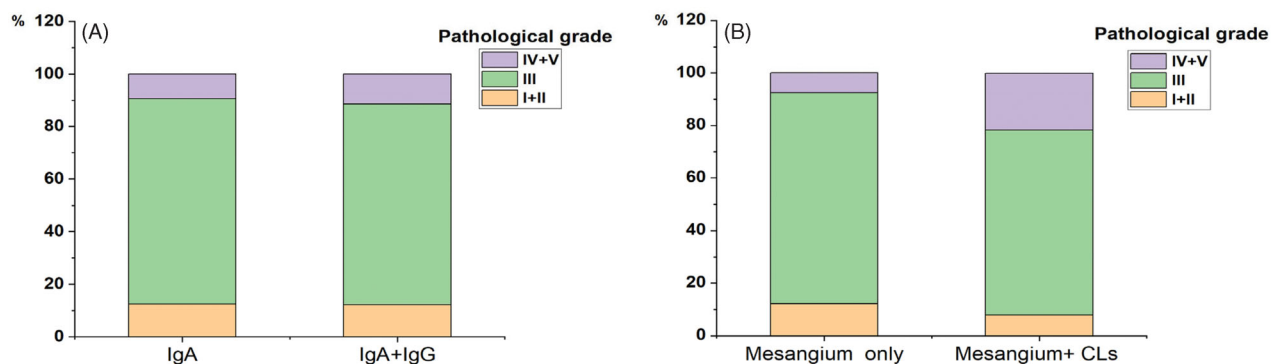 %
(A)
Pathological grade
IV+V
III
I+II
120
100
80
60
40
20
0
IgA
IgA+IgG
%
(B)
Pathological grade
IV+V
III
I+II
120
100
80
60
40
20
0
Mesangium only
Mesangium+ CLs